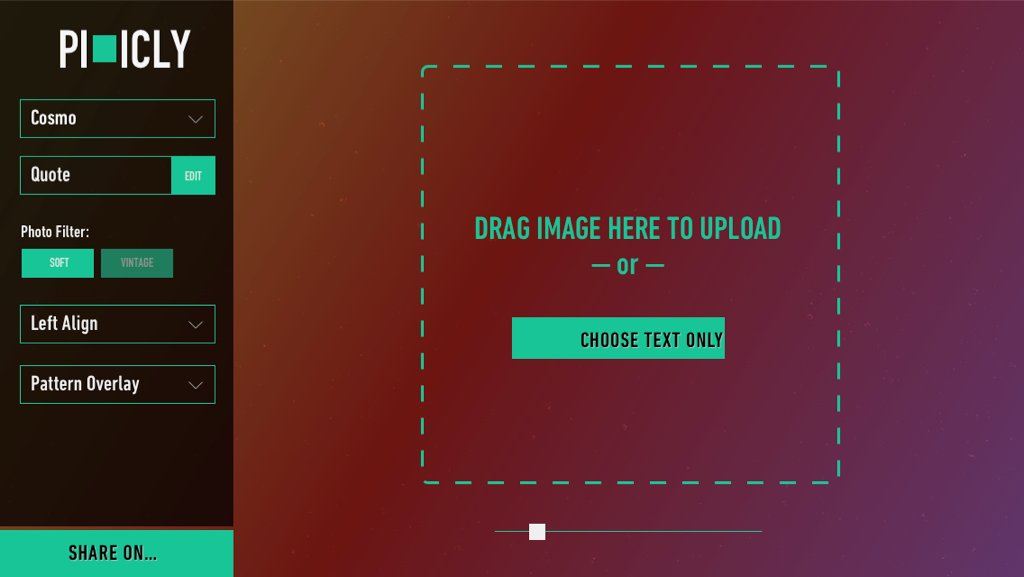 PI ICLY
Cosmo
Quote
EDIT
Photo Filter:
SOFT
VINTAGE
Left Align
Pattern Overlay
SHARE ON...
DRAG IMAGE HERE TO UPLOAD
— or —
CHOOSE TEXT ONLY